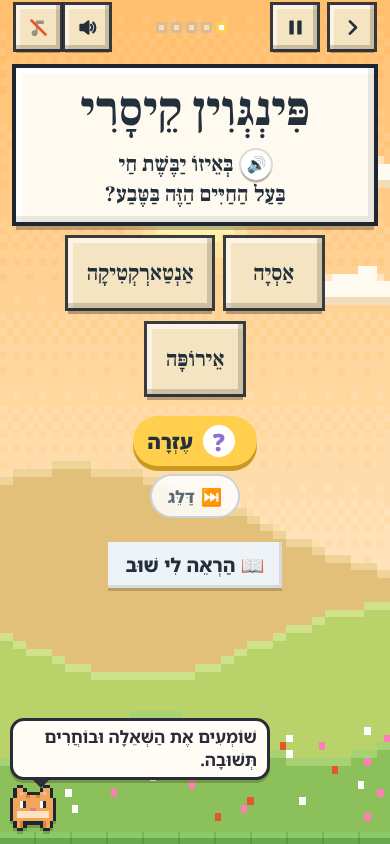 פִּינְגְּוִין קֵיסָרִי
בְּאֵיזוֹ יַבֶּשֶׁת חַי
בַּעַל הַחַיִּים הַזֶּה בַּטֶּבַע?
אַסְיָה
אַנְטַארְקְטִיקָה
אֵירוֹפָּה
עֶזְרָה
דַּלֵּג
הַרְאֵה לִי שׁוּב
שׁוֹמְעִים אֶת הַשְּׁאֵלָה וּבוֹחֲרִים
תְּשׁוּבָה.